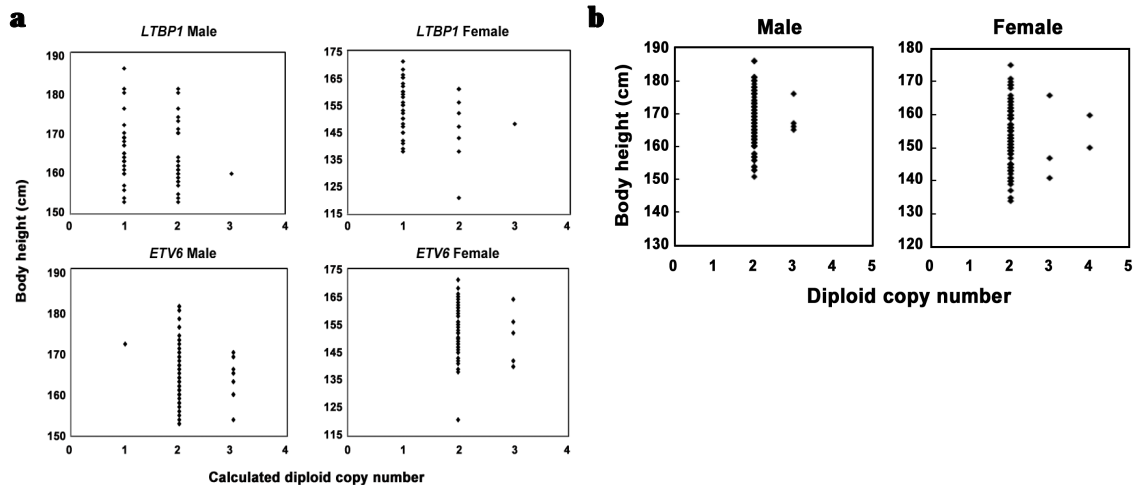 a
LTBP1 Male
LTBP1 Female
190
180
170
160
150
0 1 2 3 4
175
165
155
145
135
125
115
0 1 2 3 4
Body height (cm)
ETV6 Male
ETV6 Female
190
180
170
160
150
0 1 2 3 4
175
165
155
145
135
125
115
0 1 2 3 4
Calculated diploid copy number
b
Male
Female
Body height (cm)
190
180
170
160
150
140
130
0 1 2 3 4 5
180
170
160
150
140
130
120
0 1 2 3 4 5
Diploid copy number